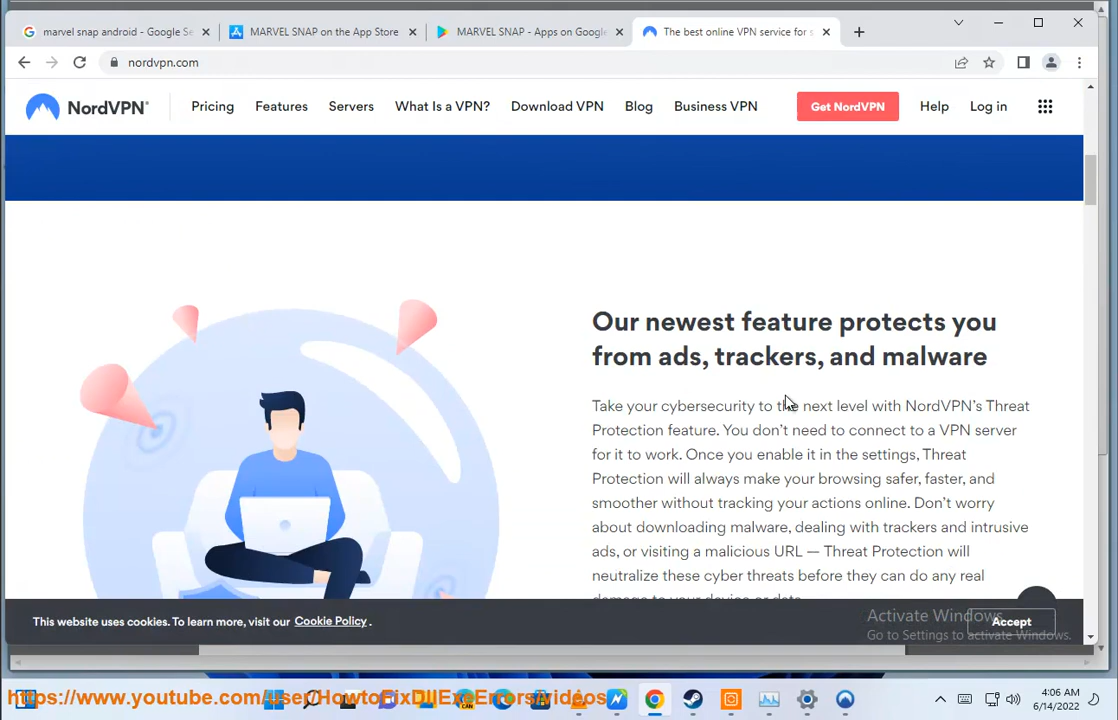 marvel snap android - Google Se
MARVEL SNAP on the App Store
MARVEL SNAP - Apps on Google
The best online VPN service for s
nordvpn.com
NordVPN®
Pricing
Features
Servers
What Is a VPN?
Download VPN
Blog
Business VPN
Get NordVPN
Help
Log in
Our newest feature protects you
from ads, trackers, and malware
Take your cybersecurity to the next level with NordVPN's Threat
Protection feature. You don't need to connect to a VPN server
for it to work. Once you enable it in the settings, Threat
Protection will always make your browsing safer, faster, and
smoother without tracking your actions online. Don't worry
about downloading malware, dealing with trackers and intrusive
ads, or visiting a malicious URL — Threat Protection will
neutralize these cyber threats before they can do any real
damage to your device or data.
This website uses cookies. To learn more, visit our Cookie Policy.
Accept
Activate Windows
Go to Settings to activate Windows.
https://www.youtube.com/user/HowtoFixDllExeErrors/videos
4:06 AM
6/14/2022